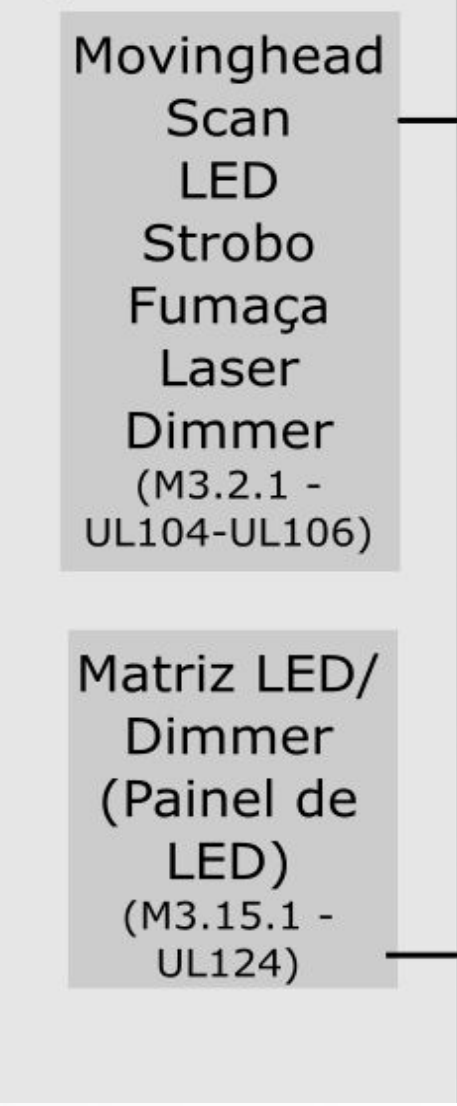 Movinghead
Scan
LED
Strobo
Fumaça
Laser
Dimmer
(M3.2.1 -
UL104-UL106)
Matriz LED/
Dimmer
(Painel de
LED)
(M3.15.1 -
UL124)